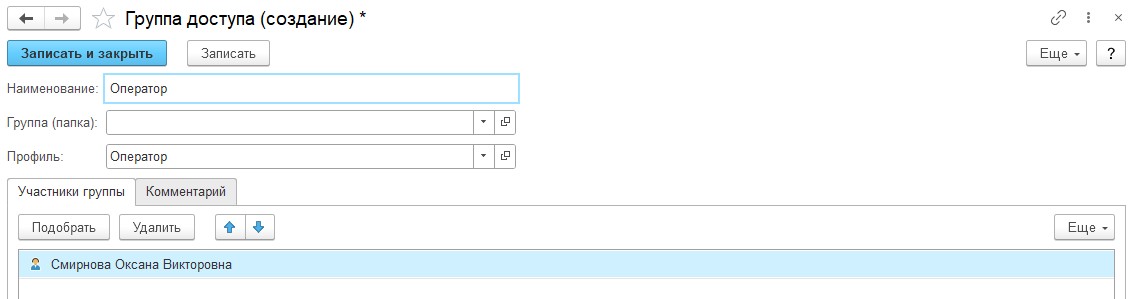 Группа доступа (создание) *
Записать и закрыть Записать Еще ?
Наименование: Оператор
Группа (папка):
Профиль: Оператор
Участники группы Комментарий
Подобрать Удалить Еще
Смирнова Оксана Викторовна